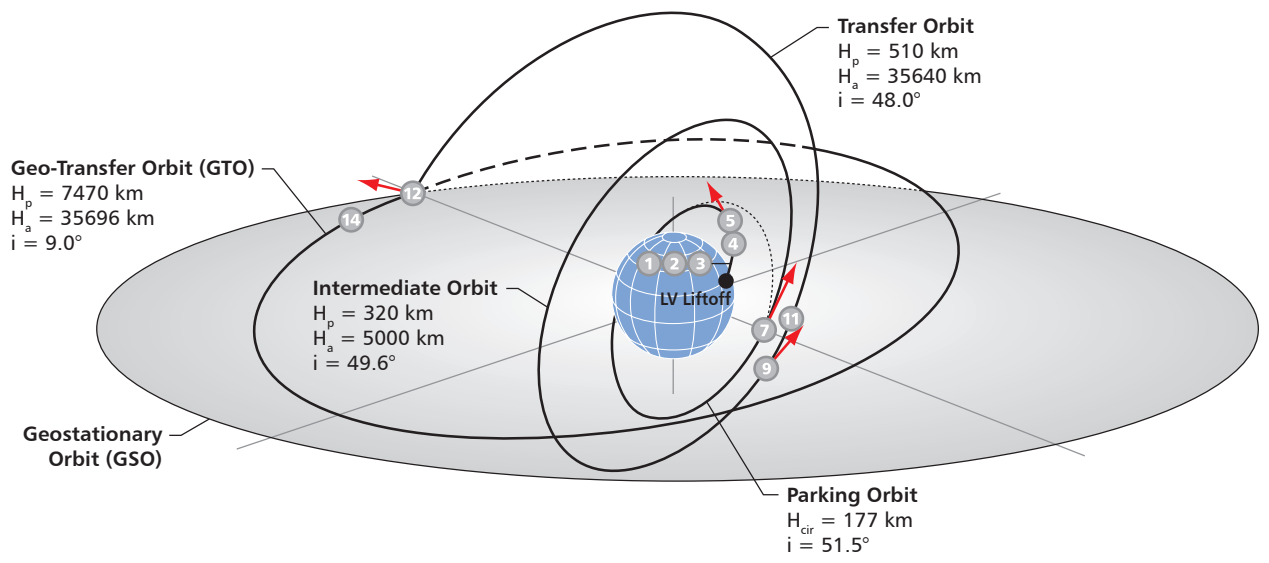 Transfer Orbit
Hp = 510 km
Ha = 35640 km
i = 48.0°
Geo-Transfer Orbit (GTO)
Hp = 7470 km
Ha = 35696 km
i = 9.0°
12
14
5
4
1 2 3
LV Liftoff
Intermediate Orbit
Hp = 320 km
Ha = 5000 km
i = 49.6°
7
11
9
Geostationary
Orbit (GSO)
Parking Orbit
Hcir = 177 km
i = 51.5°